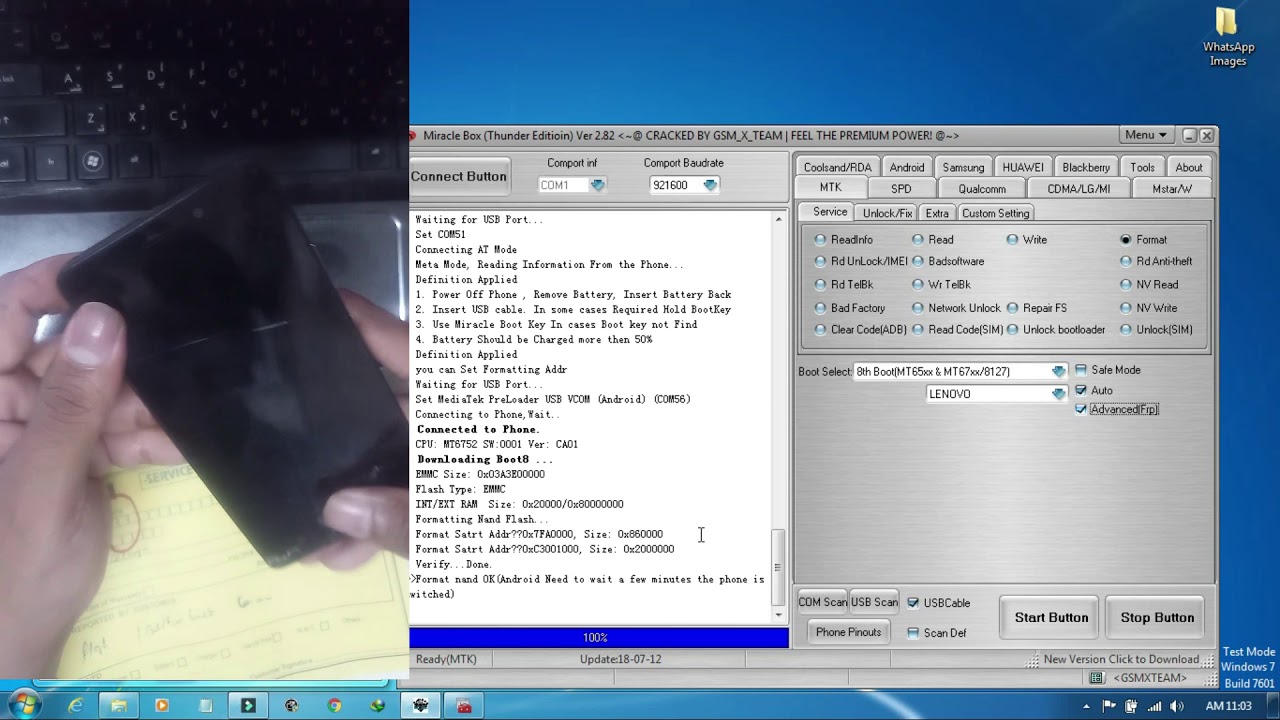 WhatsApp
Images
Miracle Box (Thunder Editioin) Ver 2.82 <~@ CRACKED BY GSM_X_TEAM | FEEL THE PREMIUM POWER! @~>
Menu
Connect Button
Comport inf
Comport Baudrate
COM1
921600
Coolsand/RDA Android Samsung HUAWEI Blackberry Tools About
MTK SPD Qualcomm CDMA/LG/MI Mstar/W
Service Unlock/Fix Extra Custom Setting
ReadInfo Read Write Format
Rd UnLock/IMEI Badsoftware Rd Anti-theft
Rd TelBk Wr TelBk NV Read
Bad Factory Network Unlock Repair FS NV Write
Clear Code(ADB) Read Code(SIM) Unlock bootloader Unlock(SIM)
Boot Select: 8th Boot(MT65xx & MT67xx/8127) Safe Mode
LENOVO Auto
Advanced(Frp)
Waiting for USB Port...
Set COM51
Connecting AT Mode
Meta Mode, Reading Information From the Phone...
Definition Applied
1. Power Off Phone , Remove Battery, Insert Battery Back
2. Insert USB cable. In some cases Required Hold BootKey
3. Use Miracle Boot Key In cases Boot key not Find
4. Battery Should be Charged more then 50%
Definition Applied
you can Set Formatting Addr
Waiting for USB Port...
Set MediaTek PreLoader USB VCOM (Android) (COM56)
Connecting to Phone,Wait..
Connected to Phone.
CPU: MT6752 SW:0001 Ver: CA01
Downloading Boot8 ...
EMMC Size: 0x03A3E00000
Flash Type: EMMC
INT/EXT RAM Size: 0x20000/0x80000000
Formatting Nand Flash...
Format Satrt Addr??0x7FA0000, Size: 0x860000
Format Satrt Addr??0xC3001000, Size: 0x2000000
Verify...Done.
>>Format nand OK(Android Need to wait a few minutes the phone is
witched)
100%
COM Scan USB Scan USBCable
Phone Pinouts Scan Def
Start Button Stop Button
Ready(MTK) Update:18-07-12 New Version Click to Download
<GSMXTEAM>
Test Mode
Windows 7
Build 7601
AM 11:03
A S D
Z X C V
SERVICE